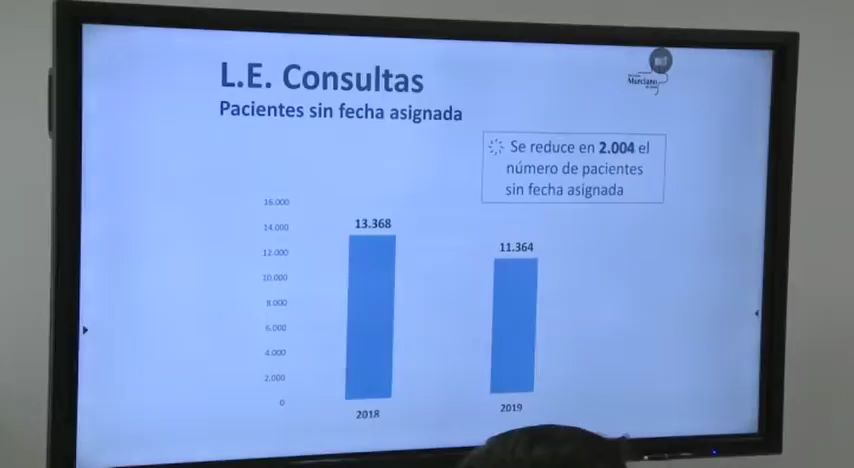 L.E. Consultas
Pacientes sin fecha asignada
Murciano
Se reduce en 2.004 el
número de pacientes
sin fecha asignada
16.000
14.000
12.000
10.000
8.000
6.000
4.000
2.000
0
13.368
11.364
2018
2019